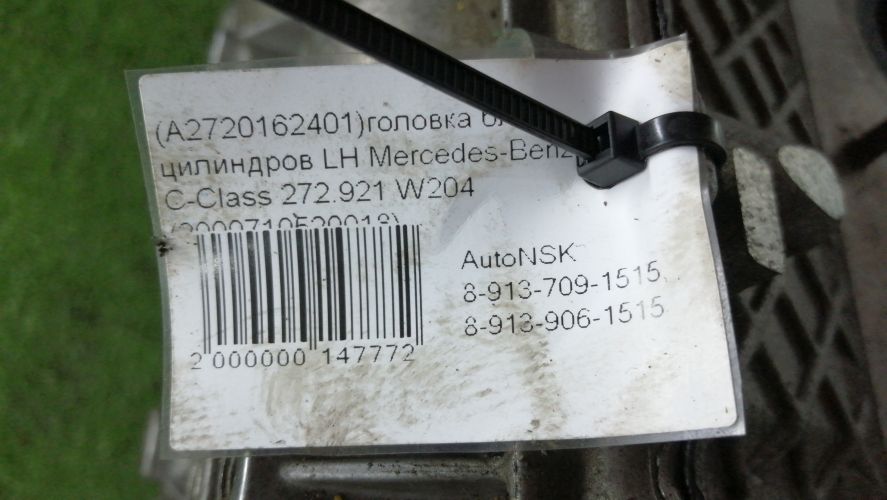 (A2720162401)головка
цилиндров LH Mercedes-Benz
C-Class 272.921 W204
AutoNSK
8-913-709-1515,
8-913-906-1515
2 000000 147772